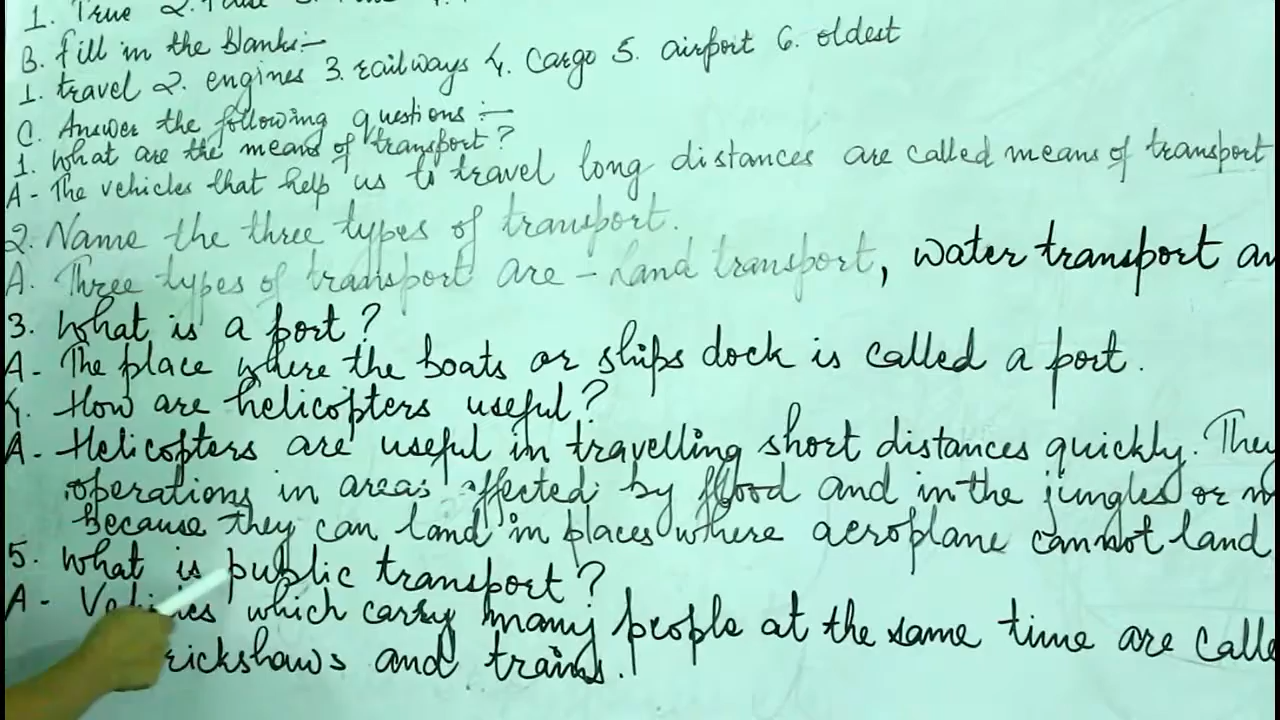 1. True 2.
B. Fill in the blanks:-
1. travel 2. engines 3. railways 4. Cargo 5. airport 6. oldest
C. Answer the following questions :-
1. What are the means of transport?
A- The vehicles that help us to travel long distances are called means of transport
2. Name the three types of transport.
A. Three types of transport are - Land transport, water transport an
3. What is a port?
A- The place where the boats or ships dock is called a port.
4. How are helicopters useful?
A- Helicopters are useful in travelling short distances quickly. They
operations in areas affected by flood and in the jungles or m
because they can land in places where aeroplane cannot land
5. What is public transport?
A- Vehicles which carry many people at the same time are calle
rickshaws and trains.